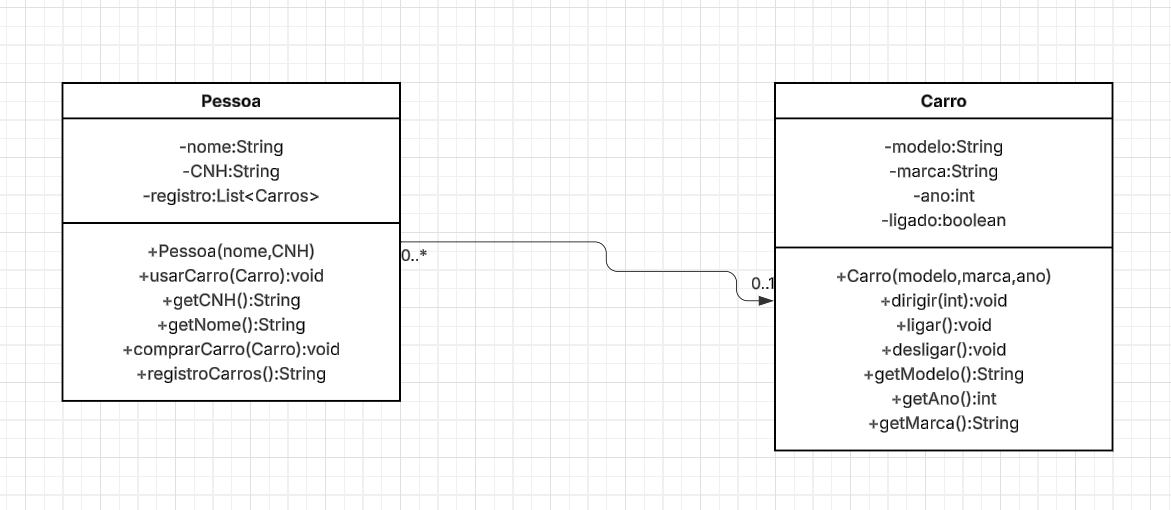 Pessoa
-nome:String
-CNH:String
-registro:List<Carros>
+Pessoa(nome,CNH)
+usarCarro(Carro):void
+getCNH():String
+getNome():String
+comprarCarro(Carro):void
+registroCarros():String
0..*
0..1
Carro
-modelo:String
-marca:String
-ano:int
-ligado:boolean
+Carro(modelo,marca,ano)
+dirigir(int):void
+ligar():void
+desligar():void
+getModelo():String
+getAno():int
+getMarca():String